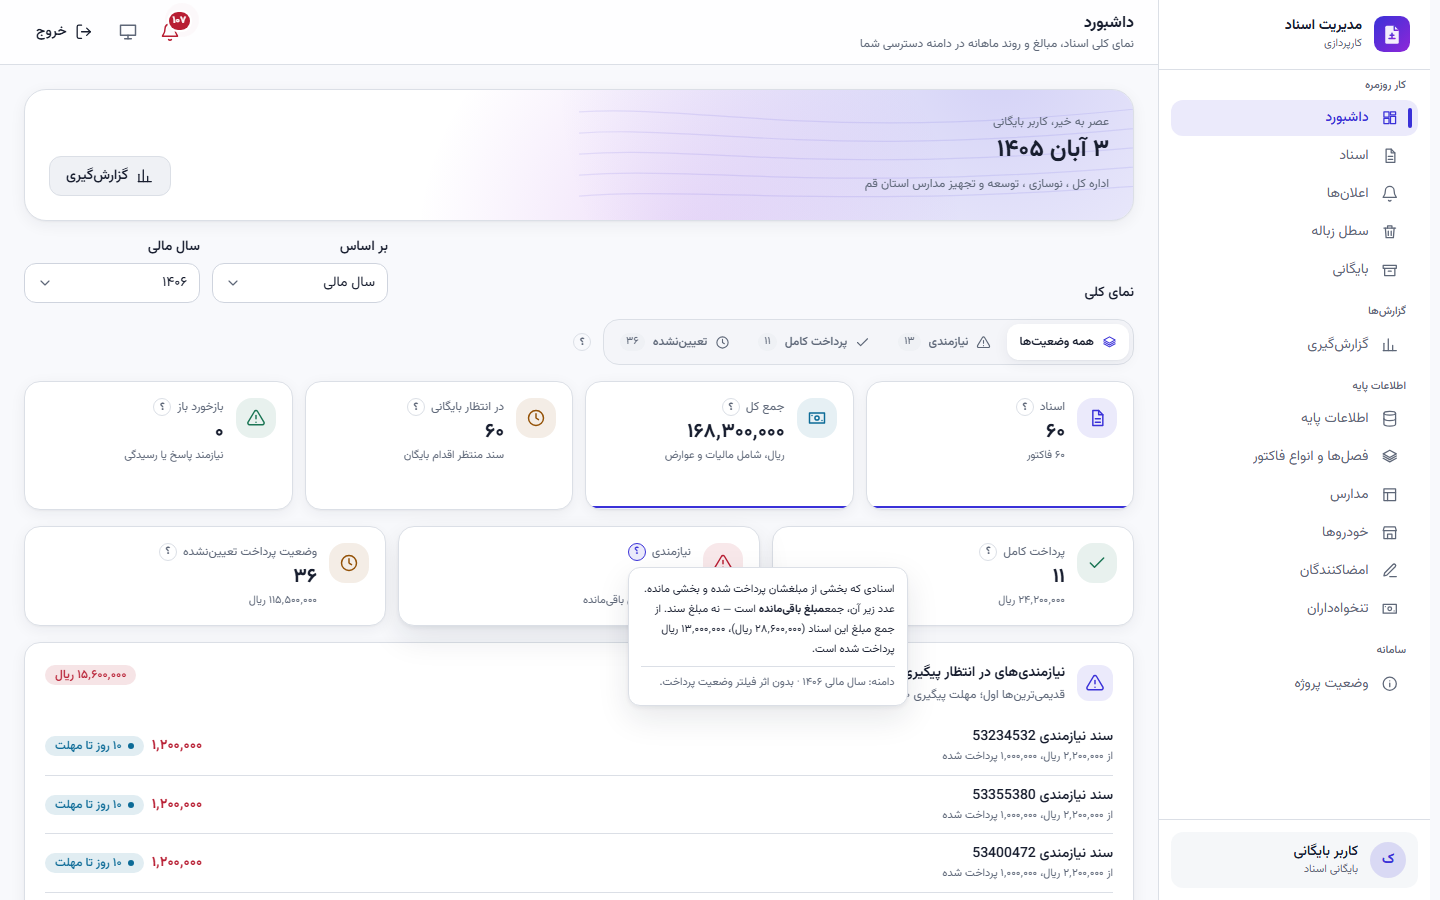 مدیریت اسناد
کارپردازی
کار روزمره
داشبورد
اسناد
اعلان‌ها
سطل زباله
بایگانی
گزارش‌ها
گزارش‌گیری
اطلاعات پایه
اطلاعات پایه
فصل‌ها و انواع فاکتور
مدارس
خودروها
امضاکنندگان
تنخواه‌داران
سامانه
وضعیت پروژه
کاربر بایگانی
بایگانی اسناد
ک
داشبورد
نمای کلی اسناد، مبالغ و روند ماهانه در دامنه دسترسی شما
۱۰۷
خروج
عصر به خیر، کاربر بایگانی
۳ آبان ۱۴۰۵
اداره کل ، نوسازی ، توسعه و تجهیز مدارس استان قم
گزارش‌گیری
نمای کلی
بر اساس
سال مالی
سال مالی
۱۴۰۶
همه وضعیت‌ها
نیازمندی ۱۳
پرداخت کامل ۱۱
تعیین‌نشده ۳۶
؟
اسناد ؟
۶۰
۶۰ فاکتور
جمع کل ؟
۱۶۸,۳۰۰,۰۰۰
ریال، شامل مالیات و عوارض
در انتظار بایگانی ؟
۶۰
سند منتظر اقدام بایگان
بازخورد باز ؟
۰
نیازمند پاسخ یا رسیدگی
پرداخت کامل ؟
۱۱
۲۴,۲۰۰,۰۰۰ ریال
نیازمندی ؟
باقی‌مانده
وضعیت پرداخت تعیین‌نشده ؟
۳۶
۱۱۵,۵۰۰,۰۰۰ ریال
اسنادی که بخشی از مبلغشان پرداخت شده و بخشی مانده.
عدد زیر آن، جمعمبلغ باقی‌مانده است — نه مبلغ سند. از
جمع مبلغ این اسناد (۲۸,۶۰۰,۰۰۰ ریال)، ۱۳,۰۰۰,۰۰۰ ریال
پرداخت شده است.
دامنه: سال مالی ۱۴۰۶ · بدون اثر فیلتر وضعیت پرداخت.
نیازمندی‌های در انتظار پیگیری
قدیمی‌ترین‌ها اول؛ مهلت پیگیری
۱۵,۶۰۰,۰۰۰ ریال
سند نیازمندی 53234532
از ۲,۲۰۰,۰۰۰ ریال، ۱,۰۰۰,۰۰۰ پرداخت شده
۱,۲۰۰,۰۰۰
۱۰ روز تا مهلت
سند نیازمندی 53355380
از ۲,۲۰۰,۰۰۰ ریال، ۱,۰۰۰,۰۰۰ پرداخت شده
۱,۲۰۰,۰۰۰
۱۰ روز تا مهلت
سند نیازمندی 53400472
از ۲,۲۰۰,۰۰۰ ریال، ۱,۰۰۰,۰۰۰ پرداخت شده
۱,۲۰۰,۰۰۰
۱۰ روز تا مهلت